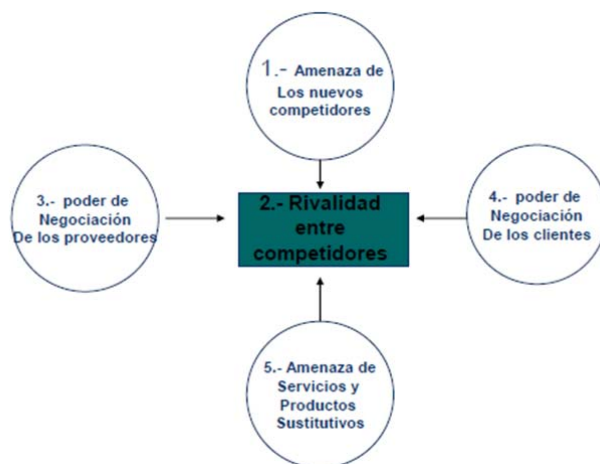 1.- Amenaza de
Los nuevos
competidores
3.- poder de
Negociación
De los proveedores
2.- Rivalidad
entre
competidores
4.- poder de
Negociación
De los clientes
5.- Amenaza de
Servicios y
Productos
Sustitutivos